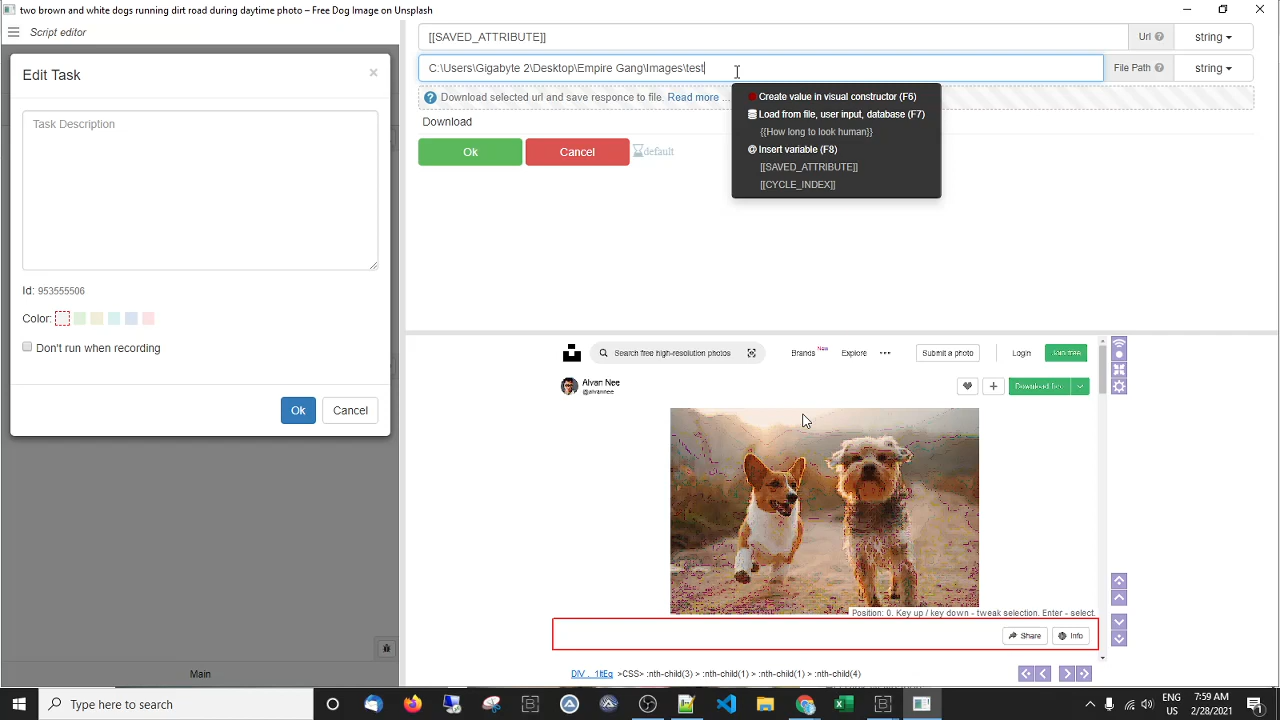 two brown and white dogs running dirt road during daytime photo – Free Dog Image on Unsplash
Script editor
Edit Task
×
Task Description
Id: 953555506
Color:
Don't run when recording
Ok
Cancel
Main
[[SAVED_ATTRIBUTE]]
Url
string
C:\Users\Gigabyte 2\Desktop\Empire Gang\Images\test
File Path
string
Download selected url and save responce to file. Read more ...
Download
Ok
Cancel
default
Create value in visual constructor (F6)
Load from file, user input, database (F7)
{{How long to look human}}
Insert variable (F8)
[[SAVED_ATTRIBUTE]]
[[CYCLE_INDEX]]
Search free high-resolution photos
Brands New
Explore
Submit a photo
Login
Join free
Alvan Nee
@alvannee
Download free
Position: 0. Key up / key down - tweak selection. Enter - select.
Share
Info
DIV . _1ltEq >CSS> :nth-child(3) > :nth-child(1) > :nth-child(1) > :nth-child(4)
Type here to search
ENG
US
7:59 AM
2/28/2021